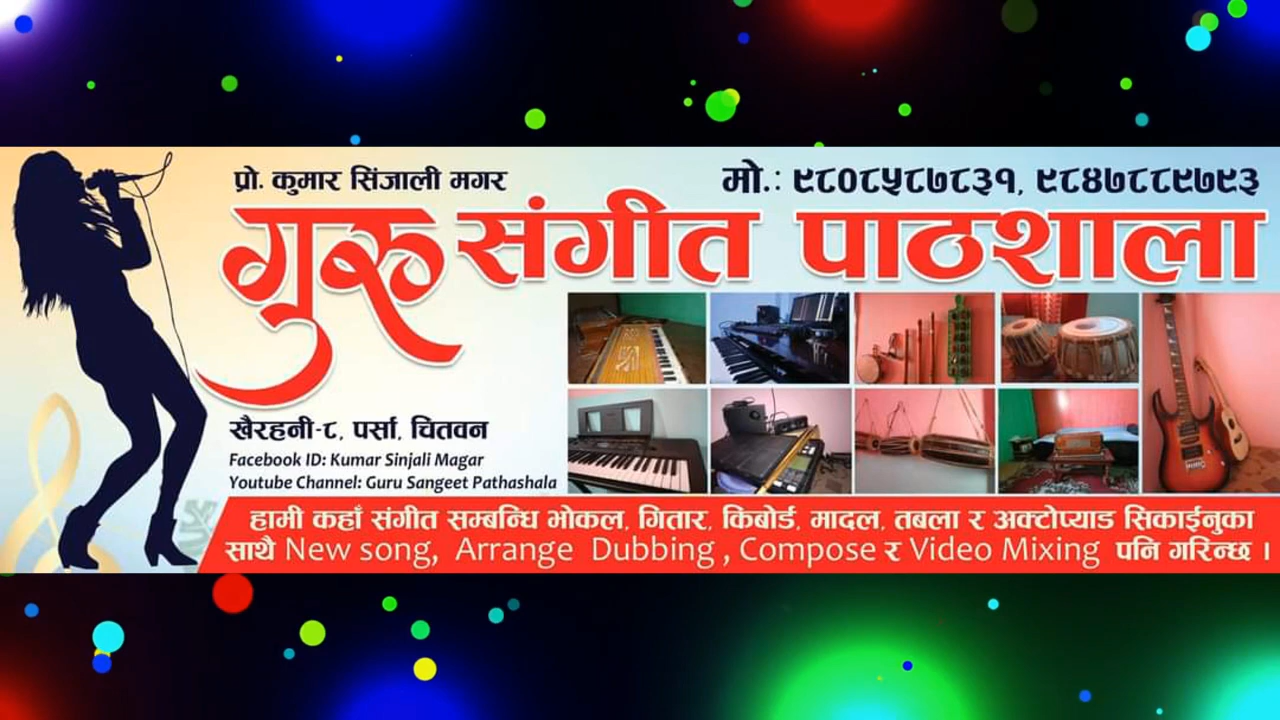 प्रो. कुमार सिंजाली मगर
मो.: ९८०८५८७८३१, ९८४७८८९७९३
गुरु संगीत पाठशाला
खैरहनी-८, पर्सा, चितवन
Facebook ID: Kumar Sinjali Magar
Youtube Channel: Guru Sangeet Pathashala
हामी कहाँ संगीत सम्बन्धि भोकल, गितार, किबोर्ड, मादल, तबला र अक्टोप्याड सिकाईनुका
साथै New song, Arrange Dubbing , Compose र Video Mixing पनि गरिन्छ ।